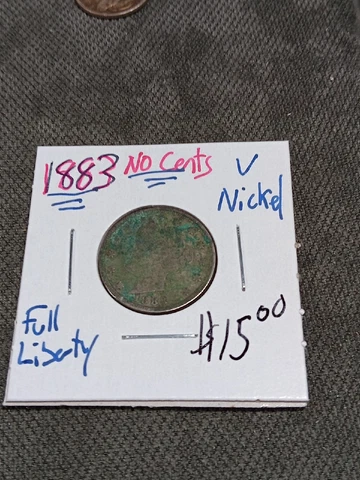 1883 No Cents V
Nickel
Full
Liberty
$15.00